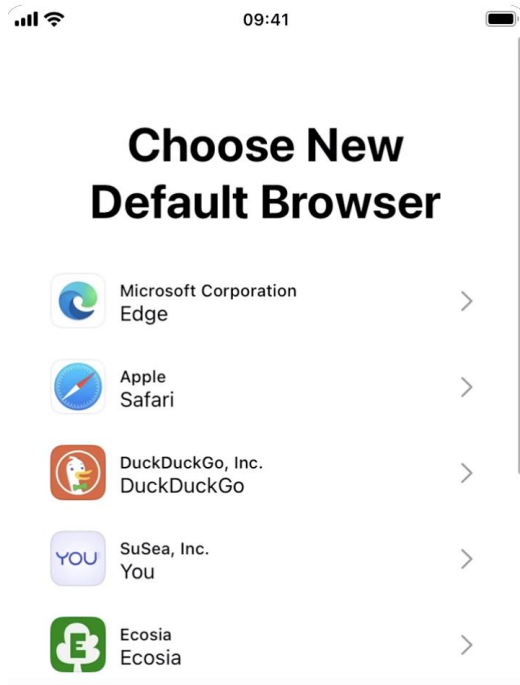 09:41
Choose New
Default Browser
Microsoft Corporation
Edge
Apple
Safari
DuckDuckGo, Inc.
DuckDuckGo
YOU
SuSea, Inc.
You
E
Ecosia
Ecosia